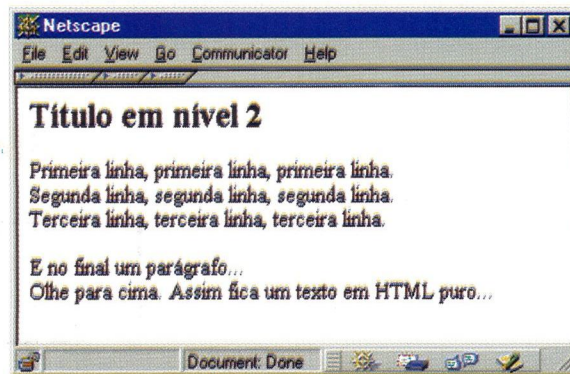 Netscape
File Edit View Go Communicator Help
Título em nível 2
Primeira linha, primeira linha, primeira linha.
Segunda linha, segunda linha, segunda linha.
Terceira linha, terceira linha, terceira linha.
E no final um parágrafo...
Olhe para cima. Assim fica um texto em HTML puro...
Document: Done